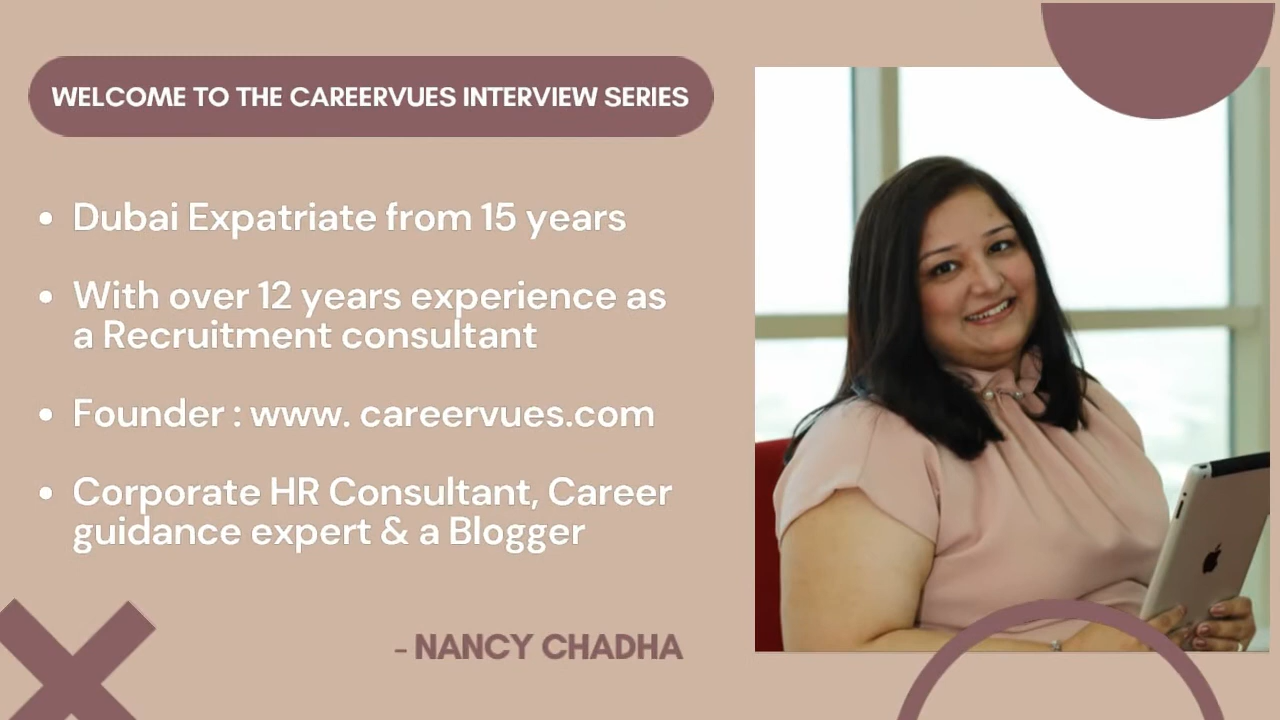 WELCOME TO THE CAREERVUES INTERVIEW SERIES
• Dubai Expatriate from 15 years
• With over 12 years experience as
a Recruitment consultant
• Founder : www. careervues.com
• Corporate HR Consultant, Career
guidance expert & a Blogger
- NANCY CHADHA